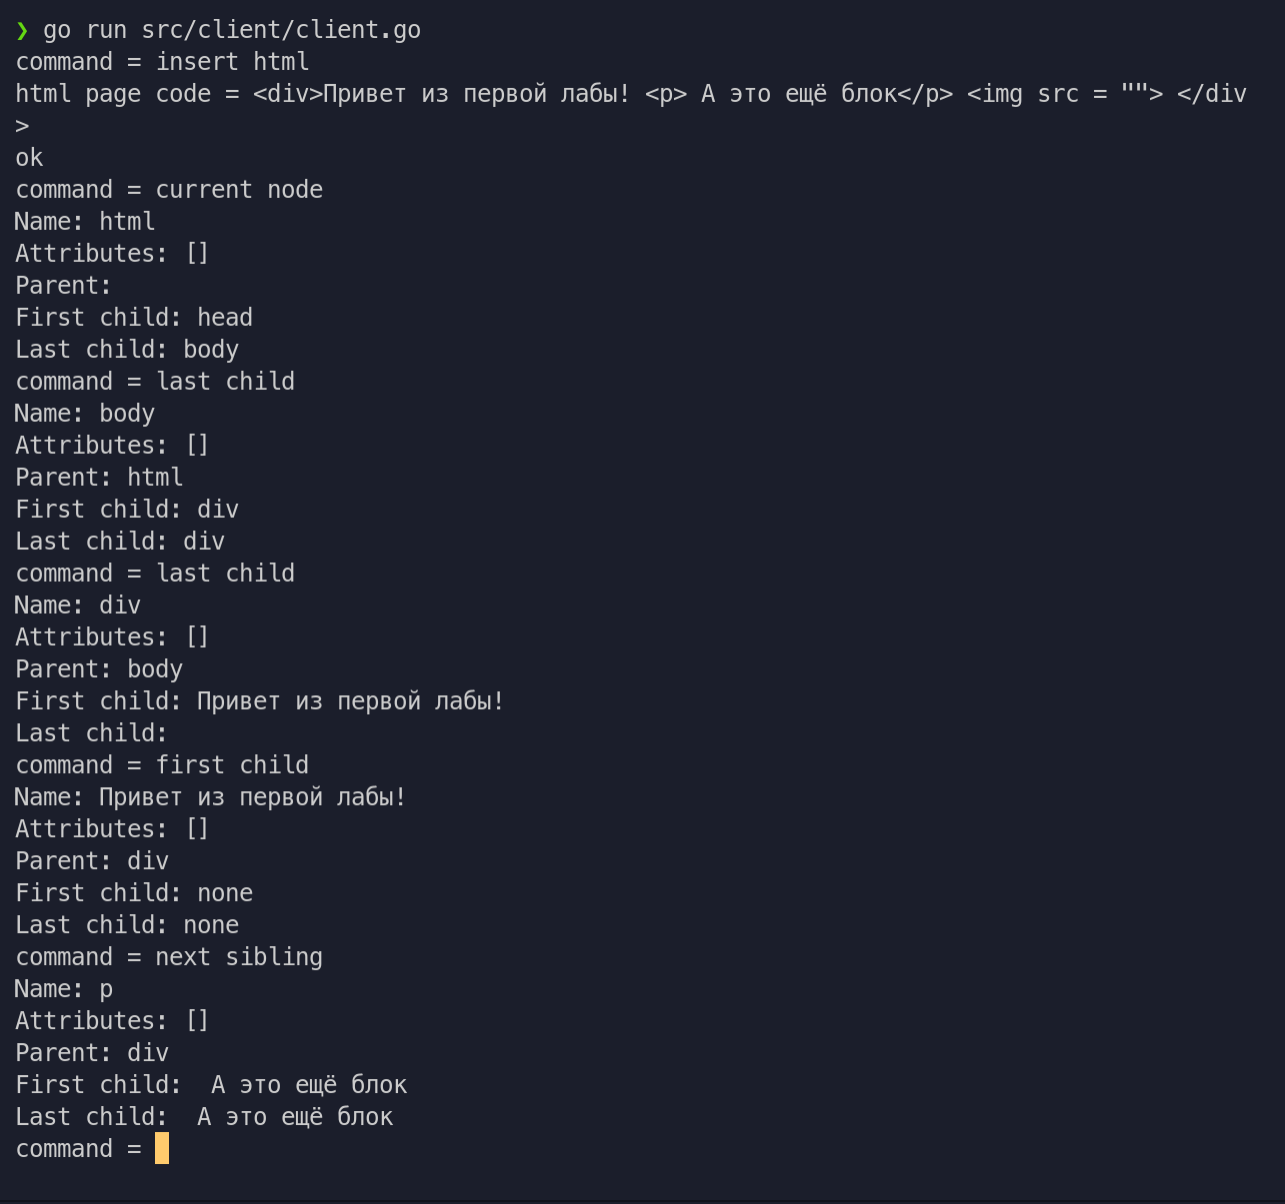 ❯ go run src/client/client.go
command = insert html
html page code = <div>Привет из первой лабы! <p> А это ещё блок</p> <img src = ""> </div
>
ok
command = current node
Name: html
Attributes: []
Parent:
First child: head
Last child: body
command = last child
Name: body
Attributes: []
Parent: html
First child: div
Last child: div
command = last child
Name: div
Attributes: []
Parent: body
First child: Привет из первой лабы!
Last child:
command = first child
Name: Привет из первой лабы!
Attributes: []
Parent: div
First child: none
Last child: none
command = next sibling
Name: p
Attributes: []
Parent: div
First child:  А это ещё блок
Last child:  А это ещё блок
command =